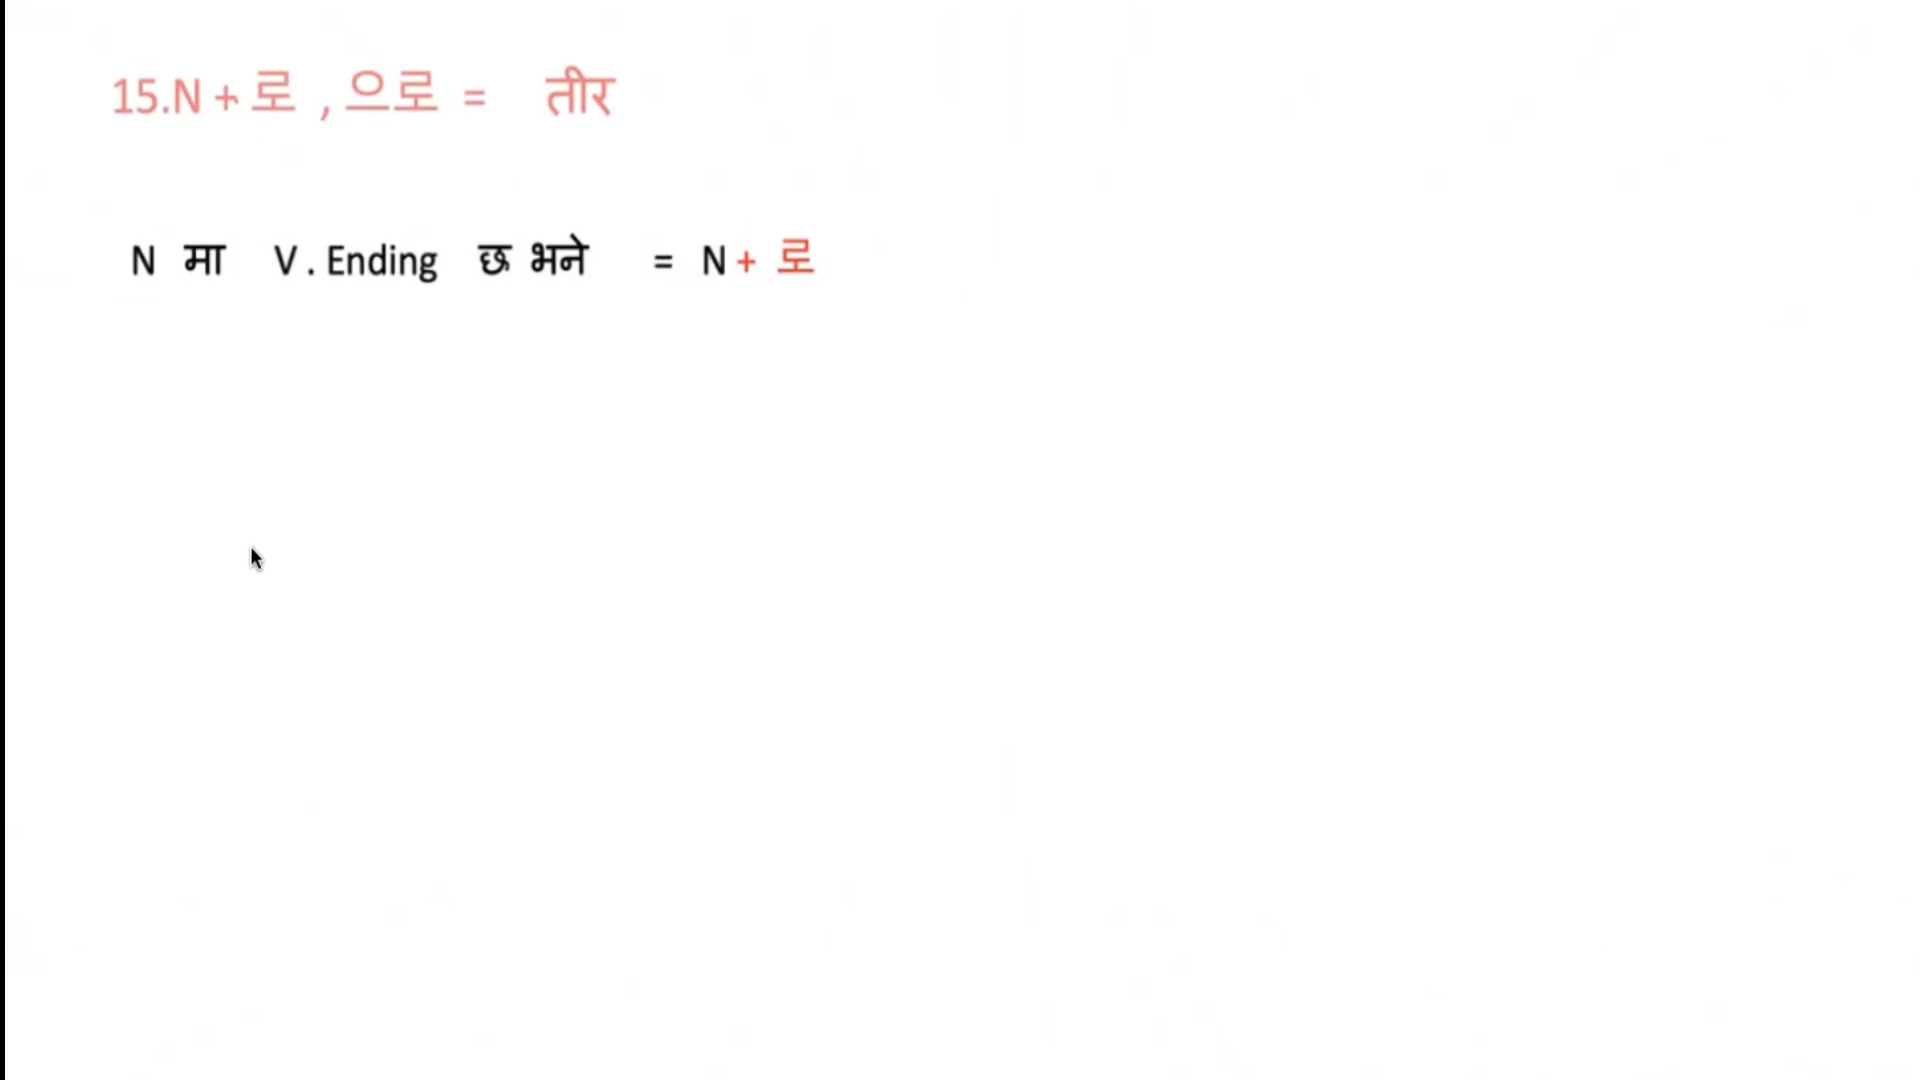 15.N + 로 , 으로 = तीर
N मा V . Ending छ भने = N + 로